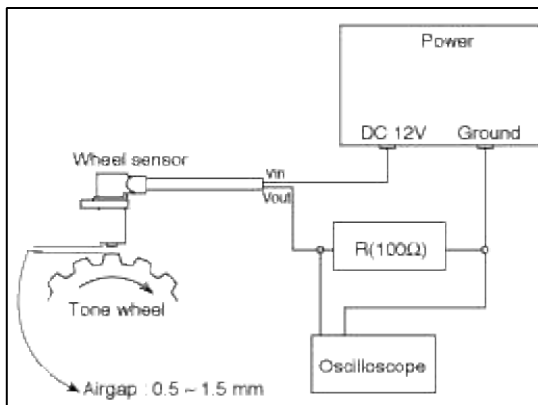 Power
DC 12V Ground
Wheel sensor
Vin
Vout
R(100Ω)
Tone wheel
Oscilloscope
Airgap : 0.5 ~ 1.5 mm